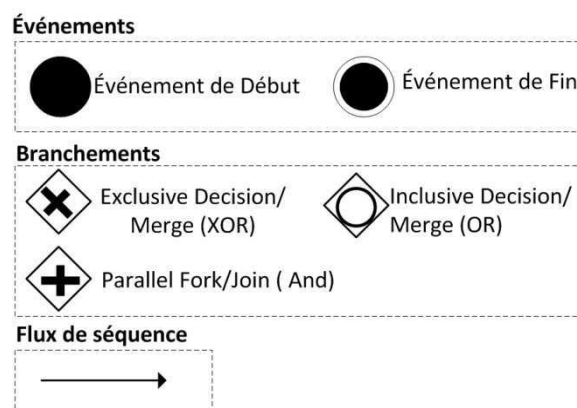 Événements
Événement de Début
Événement de Fin
Branchements
Exclusive Decision/
Merge (XOR)
Inclusive Decision/
Merge (OR)
Parallel Fork/Join ( And)
Flux de séquence